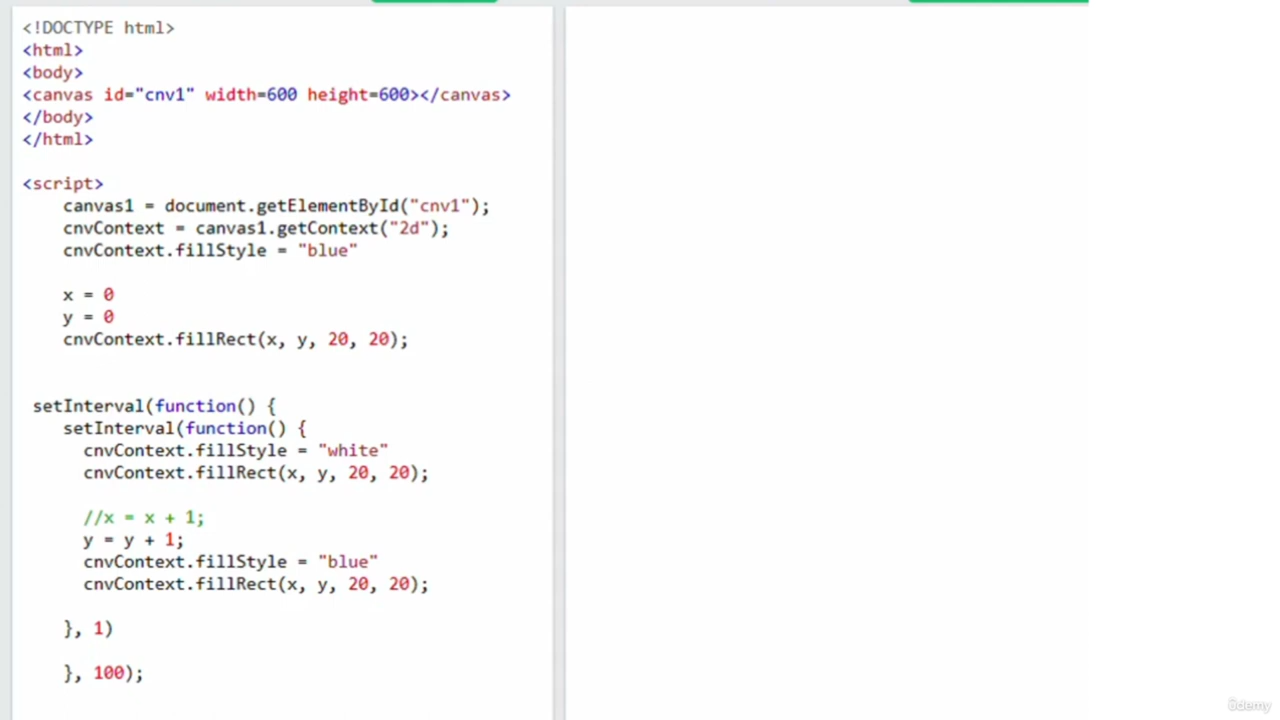 <!DOCTYPE html>
<html>
<body>
<canvas id="cnv1" width=600 height=600></canvas>
</body>
</html>
<script>
canvas1 = document.getElementById("cnv1");
cnvContext = canvas1.getContext("2d");
cnvContext.fillStyle = "blue"
x = 0
y = 0
cnvContext.fillRect(x, y, 20, 20);
setInterval(function() {
setInterval(function() {
cnvContext.fillStyle = "white"
cnvContext.fillRect(x, y, 20, 20);
//x = x + 1;
y = y + 1;
cnvContext.fillStyle = "blue"
cnvContext.fillRect(x, y, 20, 20);
}, 1)
}, 100);
ûdemy